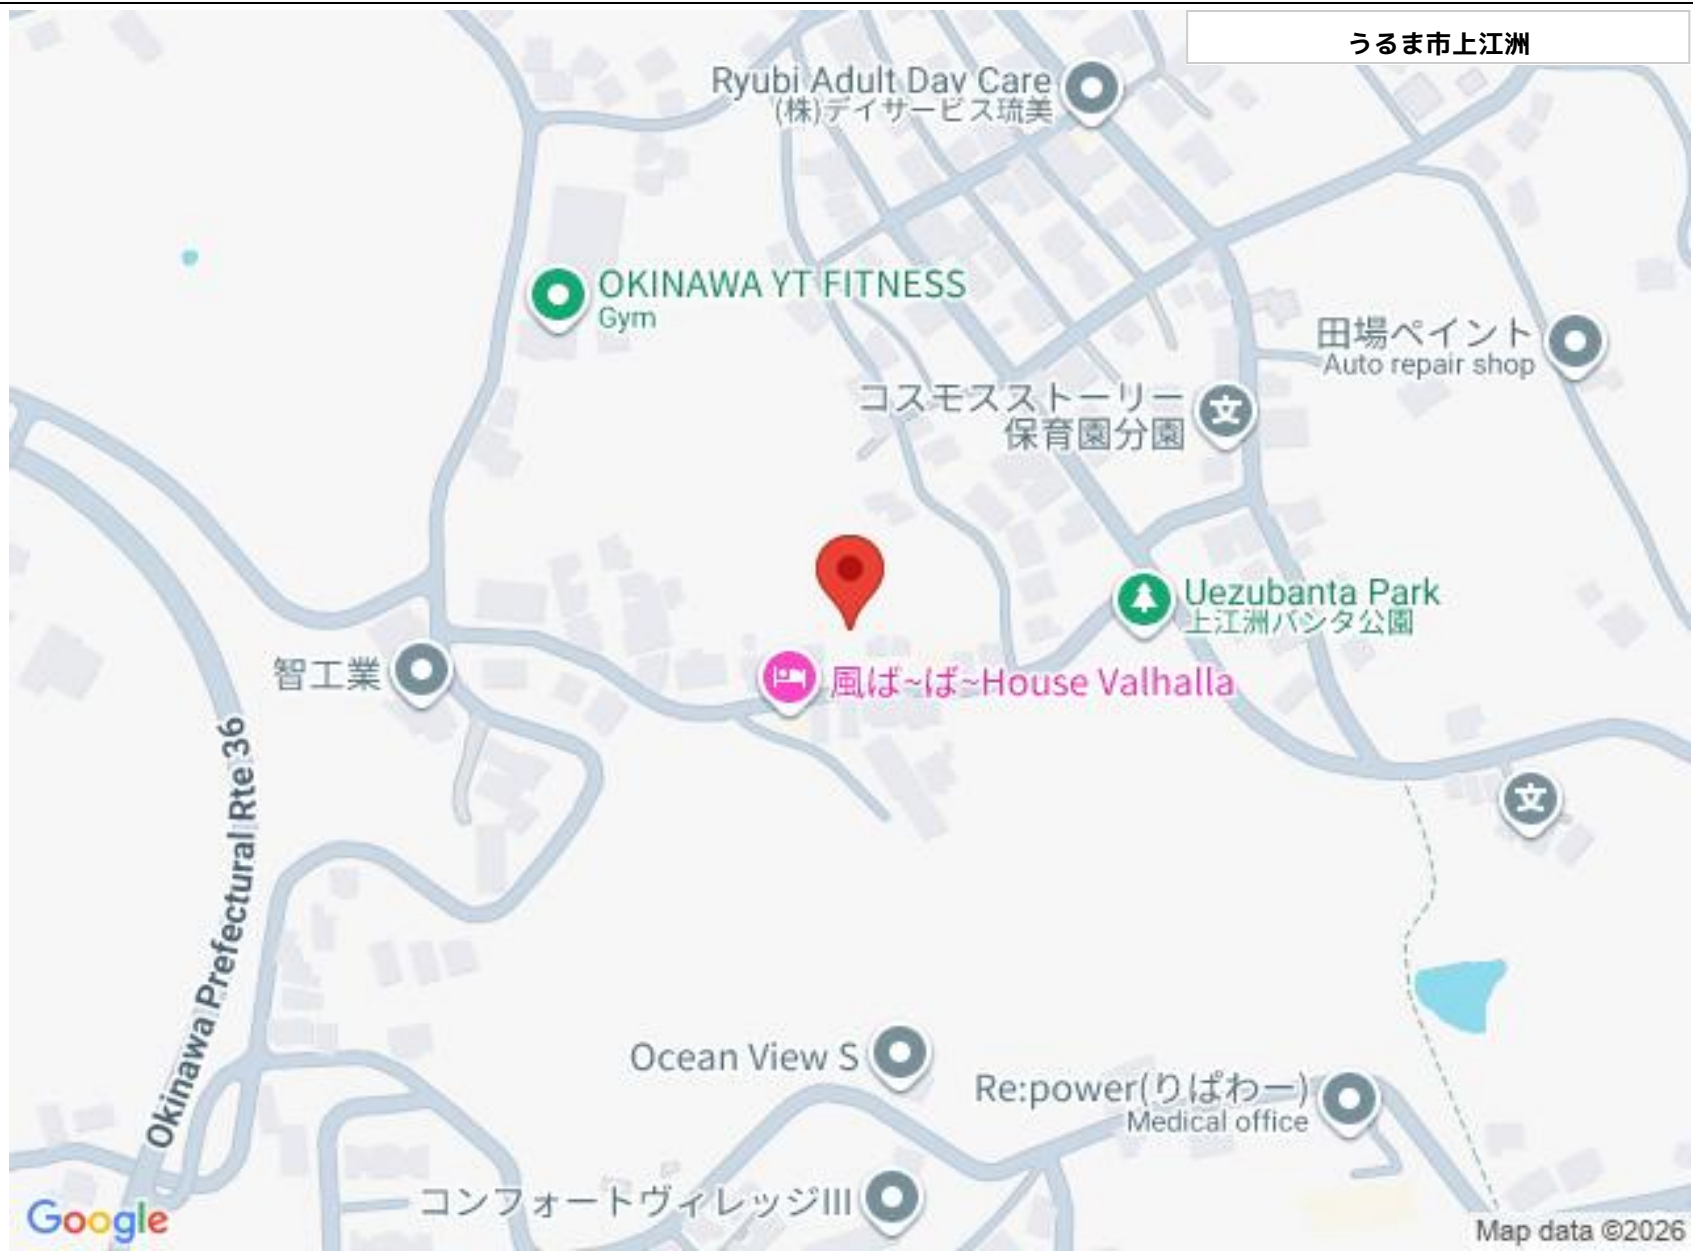 うるま市上江洲
Ryubi Adult Day Care
(株)デイサービス琉美
OKINAWA YT FITNESS
Gym
田場ペイント
Auto repair shop
コスモスストーリー
保育園分園
文
Uezubanta Park
上江洲バンタ公園
智工業
風ば~ば~House Valhalla
文
Okinawa Prefectural Rte 36
Ocean View S
Re:power(りぱわー)
Medical office
コンフォートヴィレッジIII
Google
Map data ©2026